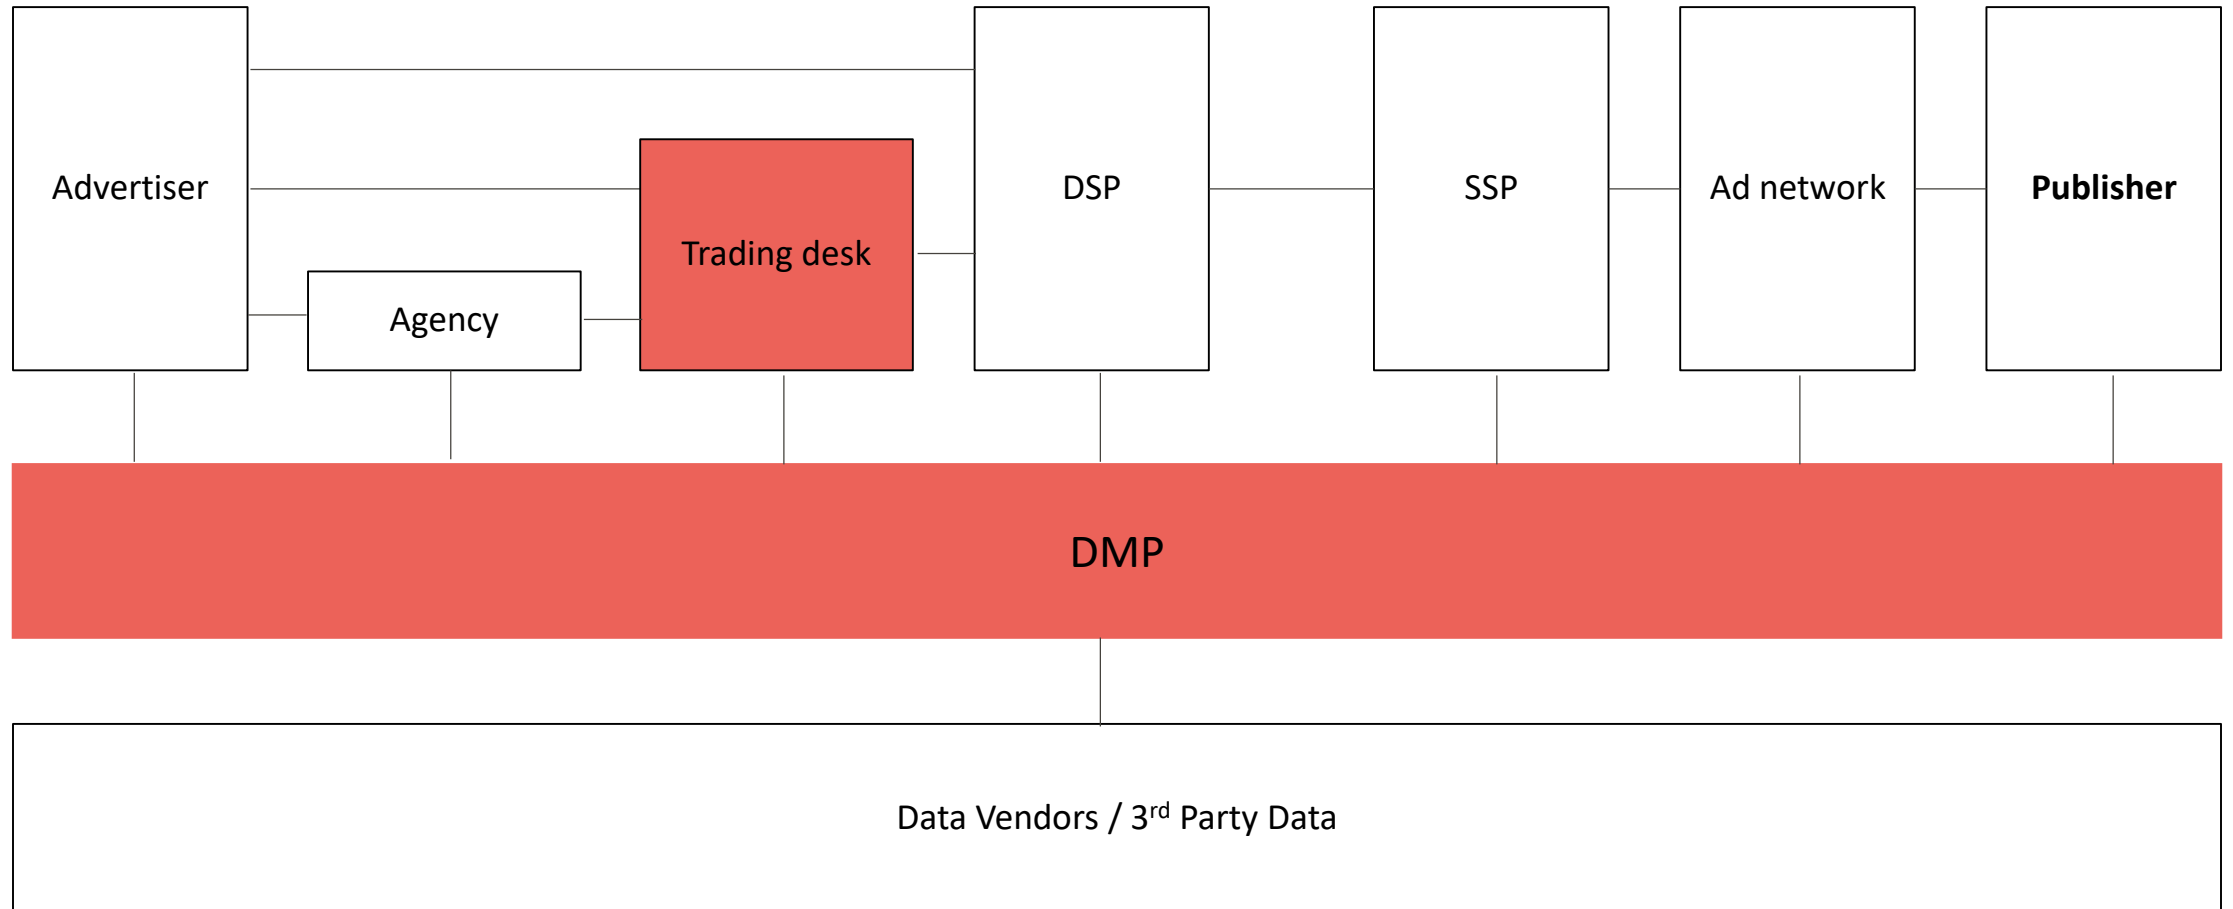 Advertiser
Agency
Trading desk
DSP
SSP
Ad network
Publisher
DMP
Data Vendors / 3rd Party Data